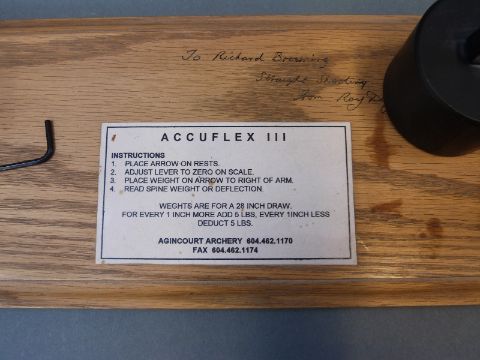 To Richard Browning
Straight Shooting
from Roy
ACCUFLEX III
INSTRUCTIONS
1. PLACE ARROW ON RESTS.
2. ADJUST LEVER TO ZERO ON SCALE.
3. PLACE WEIGHT ON ARROW TO RIGHT OF ARM.
4. READ SPINE WEIGHT OR DEFLECTION.
WEGHTS ARE FOR A 28 INCH DRAW.
FOR EVERY 1 INCH MORE ADD 5 LBS, EVERY 1INCH LESS
DEDUCT 5 LBS.
AGINCOURT ARCHERY 604.462.1170
FAX 604.462.1174